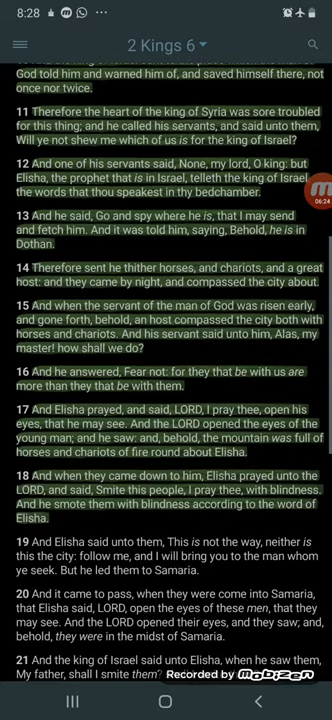 8:28
2 Kings 6
God told him and warned him of, and saved himself there, not
once nor twice.
11 Therefore the heart of the king of Syria was sore troubled
for this thing; and he called his servants, and said unto them,
Will ye not shew me which of us is for the king of Israel?
12 And one of his servants said, None, my lord, O king: but
Elisha, the prophet that is in Israel, telleth the king of Israel
the words that thou speakest in thy bedchamber.
06:24
13 And he said, Go and spy where he is, that I may send
and fetch him. And it was told him, saying, Behold, he is in
Dothan.
14 Therefore sent he thither horses, and chariots, and a great
host: and they came by night, and compassed the city about.
15 And when the servant of the man of God was risen early,
and gone forth, behold, an host compassed the city both with
horses and chariots. And his servant said unto him, Alas, my
master! how shall we do?
16 And he answered, Fear not: for they that be with us are
more than they that be with them.
17 And Elisha prayed, and said, LORD, I pray thee, open his
eyes, that he may see. And the LORD opened the eyes of the
young man; and he saw: and, behold, the mountain was full of
horses and chariots of fire round about Elisha.
18 And when they came down to him, Elisha prayed unto the
LORD, and said, Smite this people, I pray thee, with blindness.
And he smote them with blindness according to the word of
Elisha.
19 And Elisha said unto them, This is not the way, neither is
this the city: follow me, and I will bring you to the man whom
ye seek. But he led them to Samaria.
20 And it came to pass, when they were come into Samaria,
that Elisha said, LORD, open the eyes of these men, that they
may see. And the LORD opened their eyes, and they saw; and,
behold, they were in the midst of Samaria.
21 And the king of Israel said unto Elisha, when he saw them,
My father, shall I smite them?
Recorded by mobizen